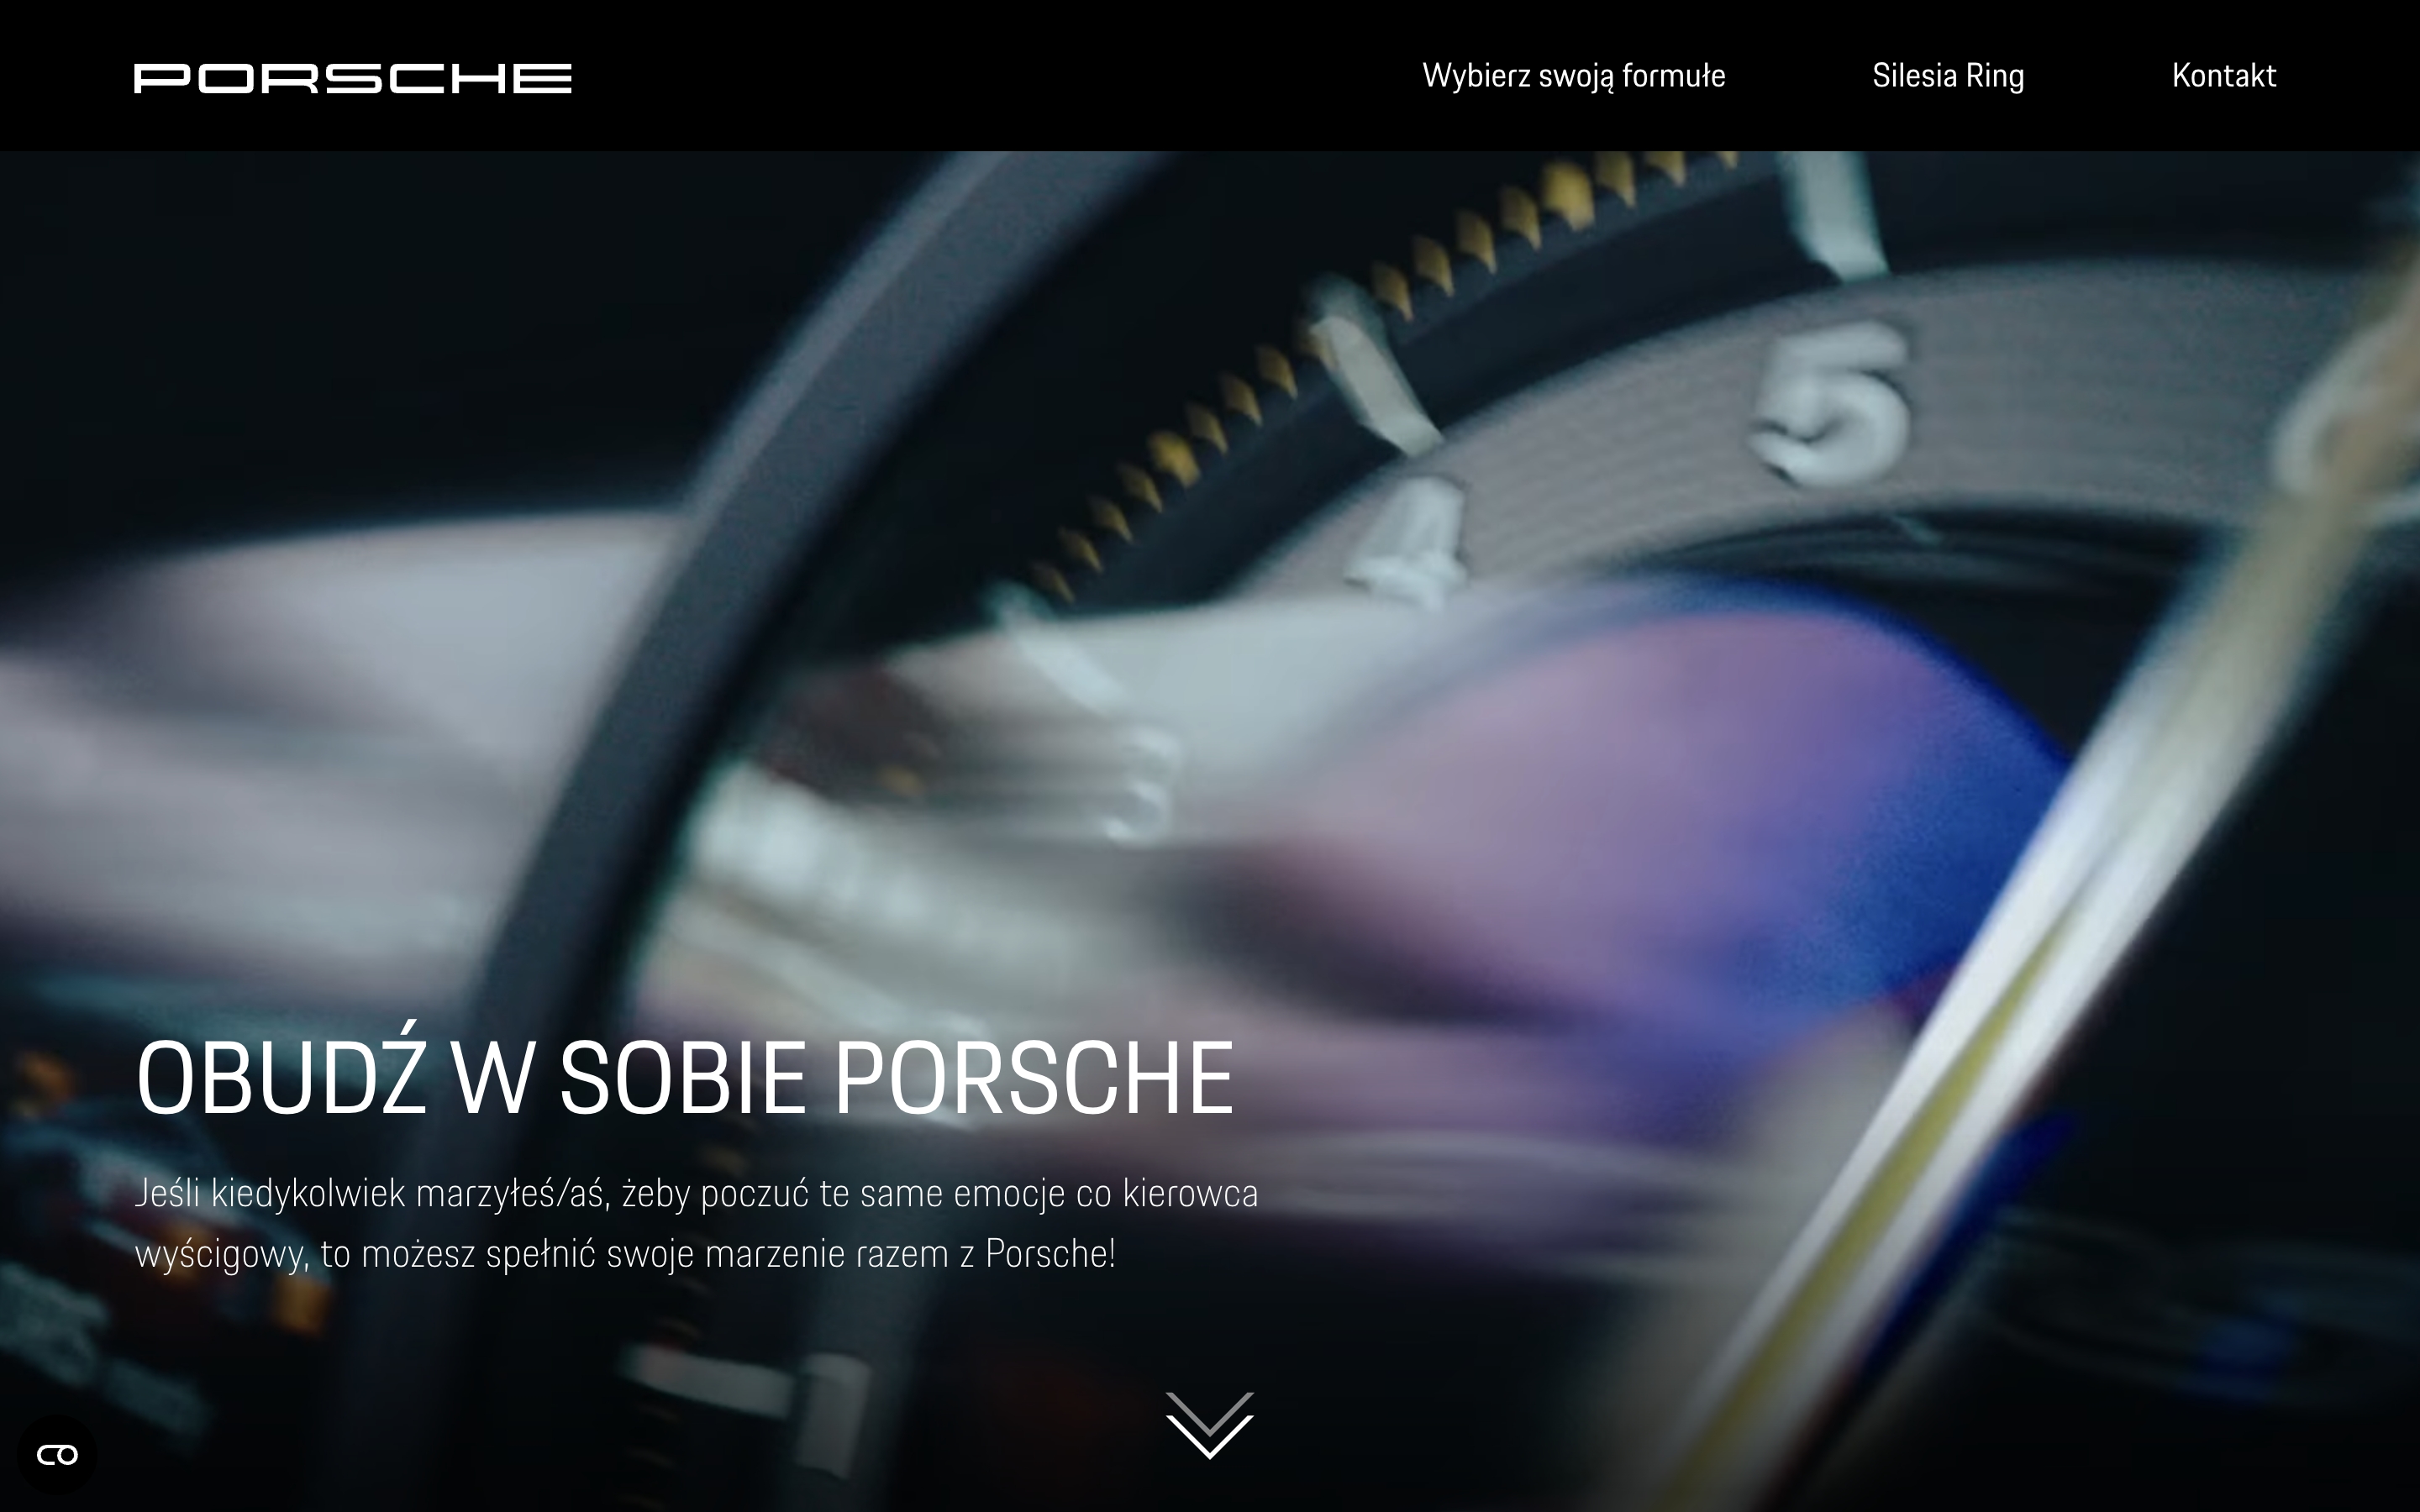 PORSCHE
Wybierz swoją formułe
Silesia Ring
Kontakt
5
4
3
OBUDŹ W SOBIE PORSCHE
Jeśli kiedykolwiek marzyłeś/aś, żeby poczuć te same emocje co kierowca
wyścigowy, to możesz spełnić swoje marzenie razem z Porsche!